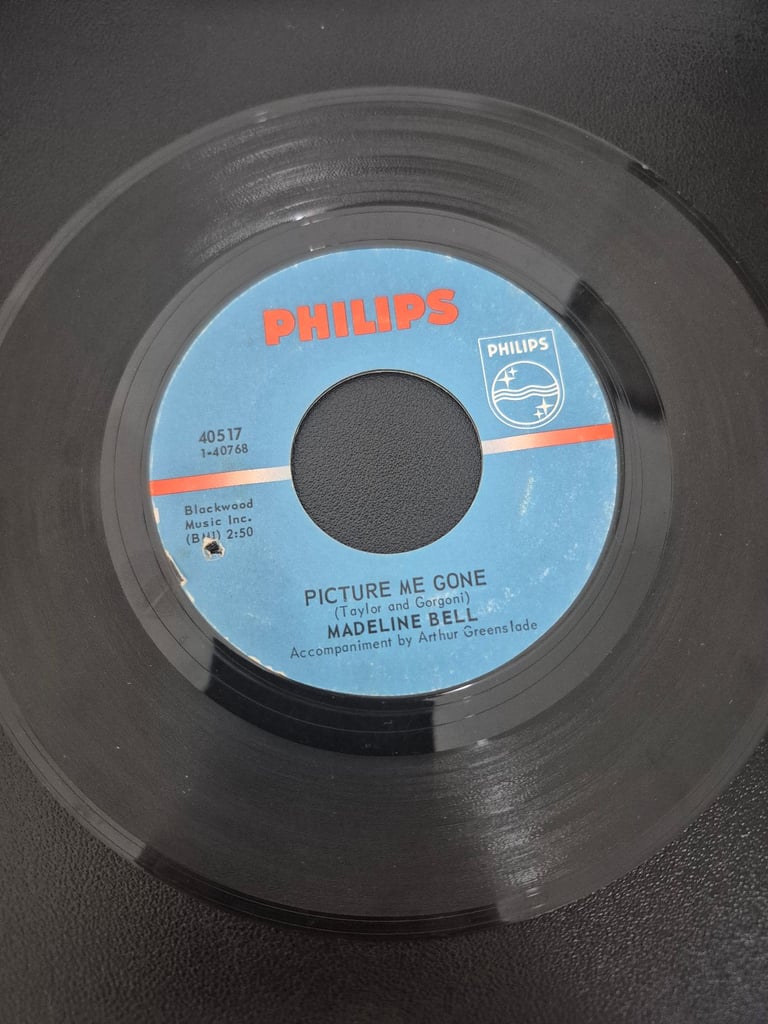 PHILIPS
PHILIPS
40517
1-40768
Blackwood
Music Inc.
(BMI) 2:50
PICTURE ME GONE
(Taylor and Gorgoni)
MADELINE BELL
Accompaniment by Arthur Greenslade